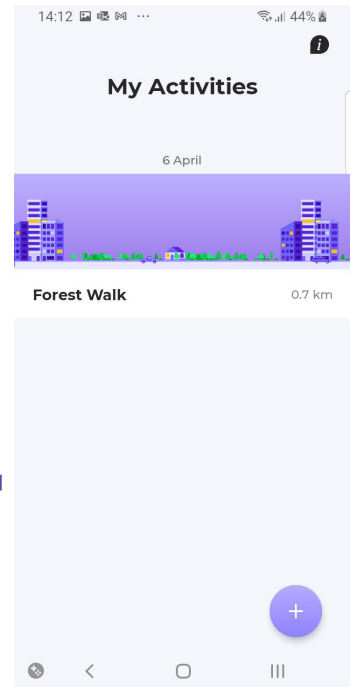 14:12 44%
i
My Activities
6 April
Forest Walk 0.7 km
+